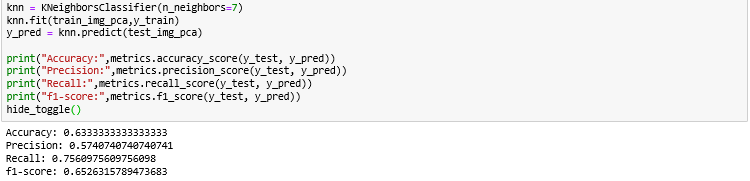 knn = KNeighborsClassifier(n_neighbors=7)
knn.fit(train_img_pca,y_train)
y_pred = knn.predict(test_img_pca)
print("Accuracy:",metrics.accuracy_score(y_test, y_pred))
print("Precision:",metrics.precision_score(y_test, y_pred))
print("Recall:",metrics.recall_score(y_test, y_pred))
print("f1-score:",metrics.f1_score(y_test, y_pred))
hide_toggle()
Accuracy: 0.6333333333333333
Precision: 0.5740740740740741
Recall: 0.7560975609756098
f1-score: 0.6526315789473683